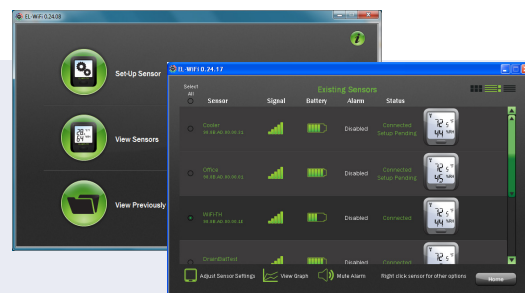 EL-WiFi 0.24.08
Set-Up Sensor
View Sensors
View Previously
EL-WiFi 0.24.17
Select
All
Existing Sensors
Sensor Signal Battery Alarm Status
Cooler
Disabled
Connected
Setup Pending
Office
Disabled
Connected
Setup Pending
WiFi-TH
Disabled
Connected
Disabled
Connected
Adjust Sensor Settings
View Graph
Mute Alarm
Right click sensor for other options
Home